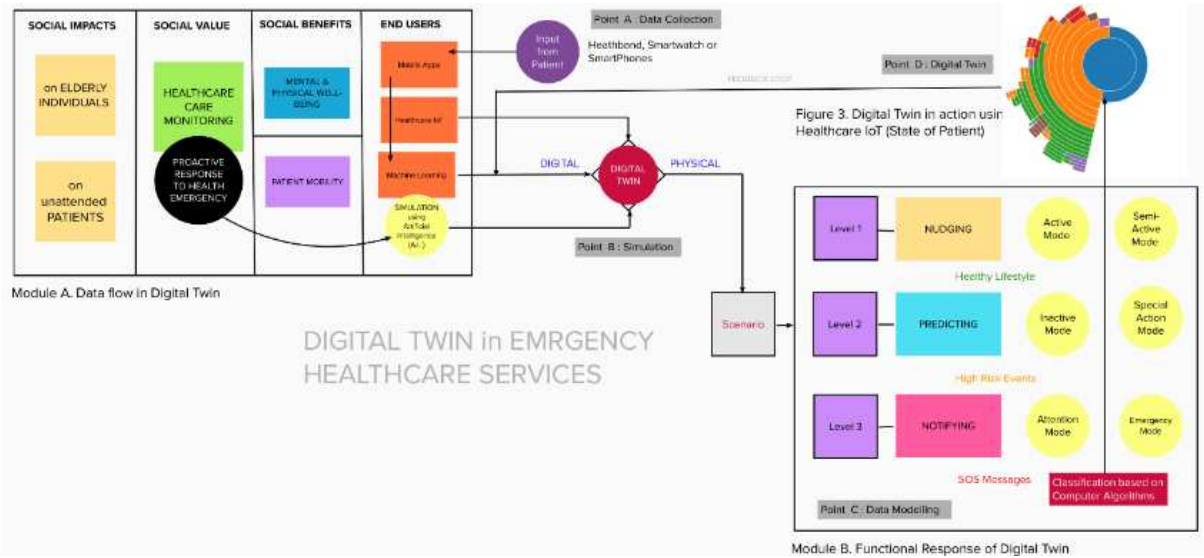 SOCIAL IMPACTS
SOCIAL VALUE
SOCIAL BENEFITS
END USERS
on ELDERLY
INDIVIDUALS
on
unattended
PATIENTS
HEALTHCARE
CARE
MONITORING
PROACTIVE
RESPONSE
TO HEALTH
EMERGENCY
MENTAL &
PHYSICAL WELL-
BEING
PATIENT MOBILITY
Mobile Apps
Healthcare IoT
Machine Learning
SIMULATION
using
Artificial
Intelligence
(A.I.)
Module A. Data flow in Digital Twin
Input
from
Patient
Point A : Data Collection
Heathband, Smartwatch or
SmartPhones
FEEDBACK LOOP
Point D : Digital Twin
Figure 3. Digital Twin in action usin
Healthcare IoT (State of Patient)
DIGITAL
DIGITAL
TWIN
PHYSICAL
Point B : Simulation
DIGITAL TWIN in EMRGENCY
HEALTHCARE SERVICES
Scenario
Level 1
NUDGING
Active
Mode
Semi-
Active
Mode
Healthy Lifestyle
Level 2
PREDICTING
Inactive
Mode
Special
Action
Mode
High Risk Events
Level 3
NOTIFYING
Attention
Mode
Emergency
Mode
SOS Messages
Classification based on
Computer Algorithms
Point C : Data Modelling
Module B. Functional Response of Digital Twin